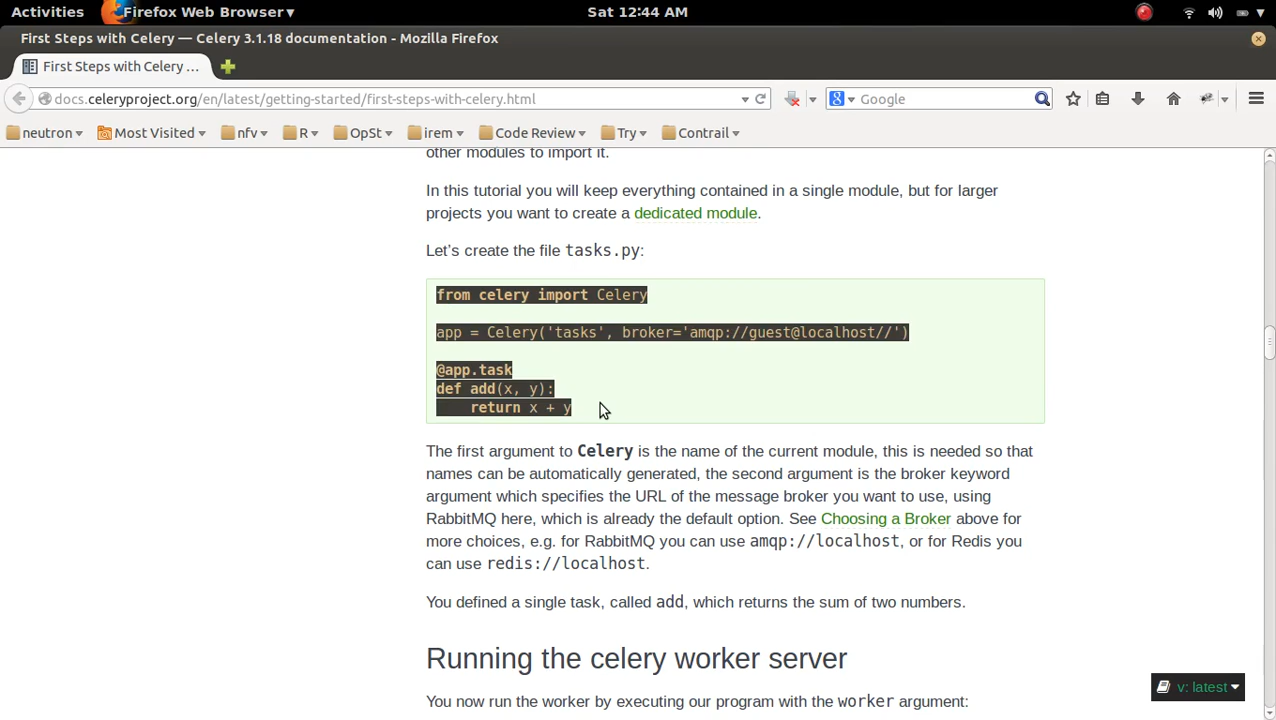 Activities Firefox Web Browser Sat 12:44 AM
First Steps with Celery — Celery 3.1.18 documentation - Mozilla Firefox
First Steps with Celery ...
docs.celeryproject.org/en/latest/getting-started/first-steps-with-celery.html Google
neutron Most Visited nfv R OpSt irem Code Review Try Contrail
other modules to import it.
In this tutorial you will keep everything contained in a single module, but for larger
projects you want to create a dedicated module.
Let's create the file tasks.py:
from celery import Celery
app = Celery('tasks', broker='amqp://guest@localhost//')
@app.task
def add(x, y):
    return x + y
The first argument to Celery is the name of the current module, this is needed so that
names can be automatically generated, the second argument is the broker keyword
argument which specifies the URL of the message broker you want to use, using
RabbitMQ here, which is already the default option. See Choosing a Broker above for
more choices, e.g. for RabbitMQ you can use amqp://localhost, or for Redis you
can use redis://localhost.
You defined a single task, called add, which returns the sum of two numbers.
Running the celery worker server
v: latest
You now run the worker by executing our program with the worker argument: